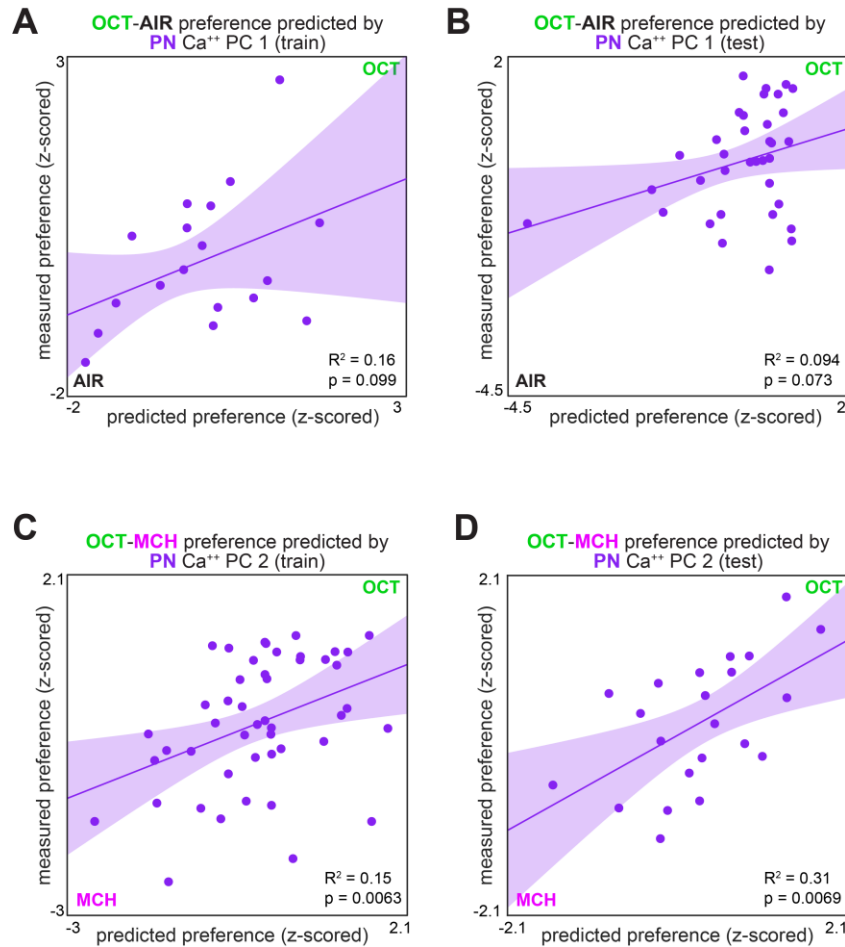 A
OCT-AIR preference predicted by
PN Ca⁺⁺ PC 1 (train)
3
OCT
measured preference (z-scored)
R² = 0.16
p = 0.099
AIR
-2
-2
3
predicted preference (z-scored)
B
OCT-AIR preference predicted by
PN Ca⁺⁺ PC 1 (test)
2
OCT
measured preference (z-scored)
R² = 0.094
p = 0.073
AIR
-4.5
-4.5
2
predicted preference (z-scored)
C
OCT-MCH preference predicted by
PN Ca⁺⁺ PC 2 (train)
2.1
OCT
measured preference (z-scored)
R² = 0.15
p = 0.0063
MCH
-3
-3
2.1
predicted preference (z-scored)
D
OCT-MCH preference predicted by
PN Ca⁺⁺ PC 2 (test)
2.1
OCT
measured preference (z-scored)
R² = 0.31
p = 0.0069
MCH
-2.1
-2.1
2.1
predicted preference (z-scored)